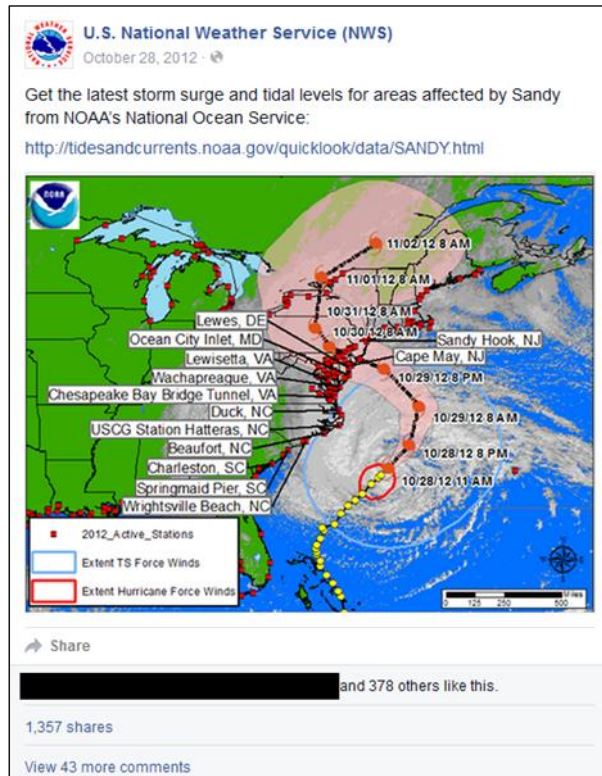 U.S. National Weather Service (NWS)
October 28, 2012 ·
Get the latest storm surge and tidal levels for areas affected by Sandy
from NOAA's National Ocean Service:
http://tidesandcurrents.noaa.gov/quicklook/data/SANDY.html
NOAA
11/02/12 8 AM
11/01/12 8 AM
10/31/12 8 AM
10/30/12 8 AM
Lewes, DE
Ocean City Inlet, MD
Lewisetta, VA
Wachapreague, VA
Chesapeake Bay Bridge Tunnel, VA
Duck, NC
USCG Station Hatteras, NC
Beaufort, NC
Charleston, SC
Springmaid Pier, SC
Wrightsville Beach, NC
Sandy Hook, NJ
Cape May, NJ
10/29/12 8 PM
10/29/12 8 AM
10/28/12 8 PM
10/28/12 11 AM
2012_Active_Stations
Extent TS Force Winds
Extent Hurricane Force Winds
Miles
0 125 250 500
Share
and 378 others like this.
1,357 shares
View 43 more comments